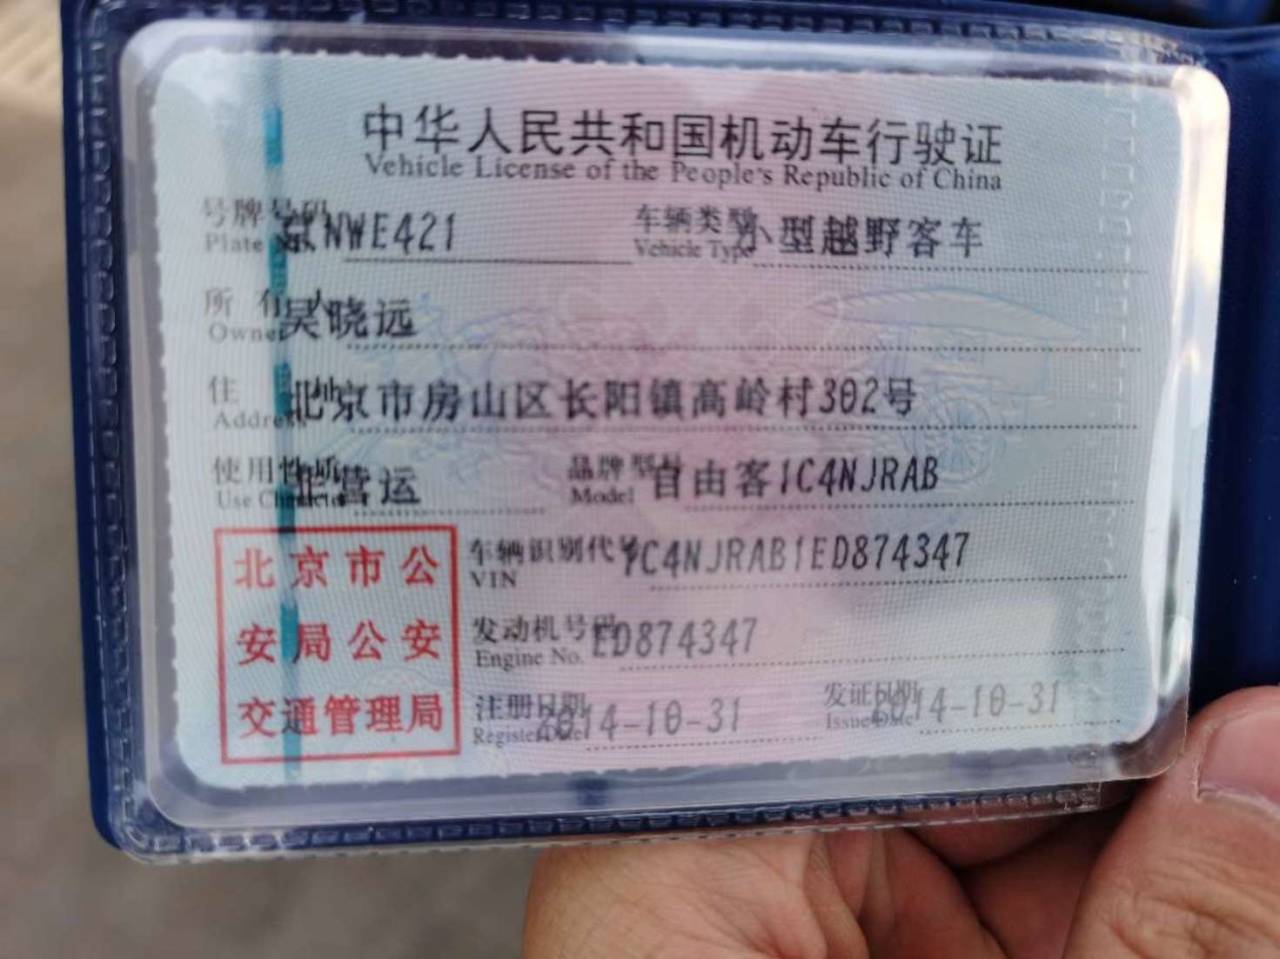 中华人民共和国机动车行驶证
Vehicle License of the People's Republic of China
号牌号码 京NWE421 车辆类型 小型越野客车
Plate No. Vehicle Type
所有人 吴晓远
Owner
住址 北京市房山区长阳镇高岭村302号
Address
使用性质 非营运 品牌型号 自由客1C4NJRAB
Use Character Model
北京市公
安局公安
交通管理局
车辆识别代号 1C4NJRAB1ED874347
VIN
发动机号码 ED874347
Engine No.
注册日期 2014-10-31 发证日期 2014-10-31
Register Date Issue Date